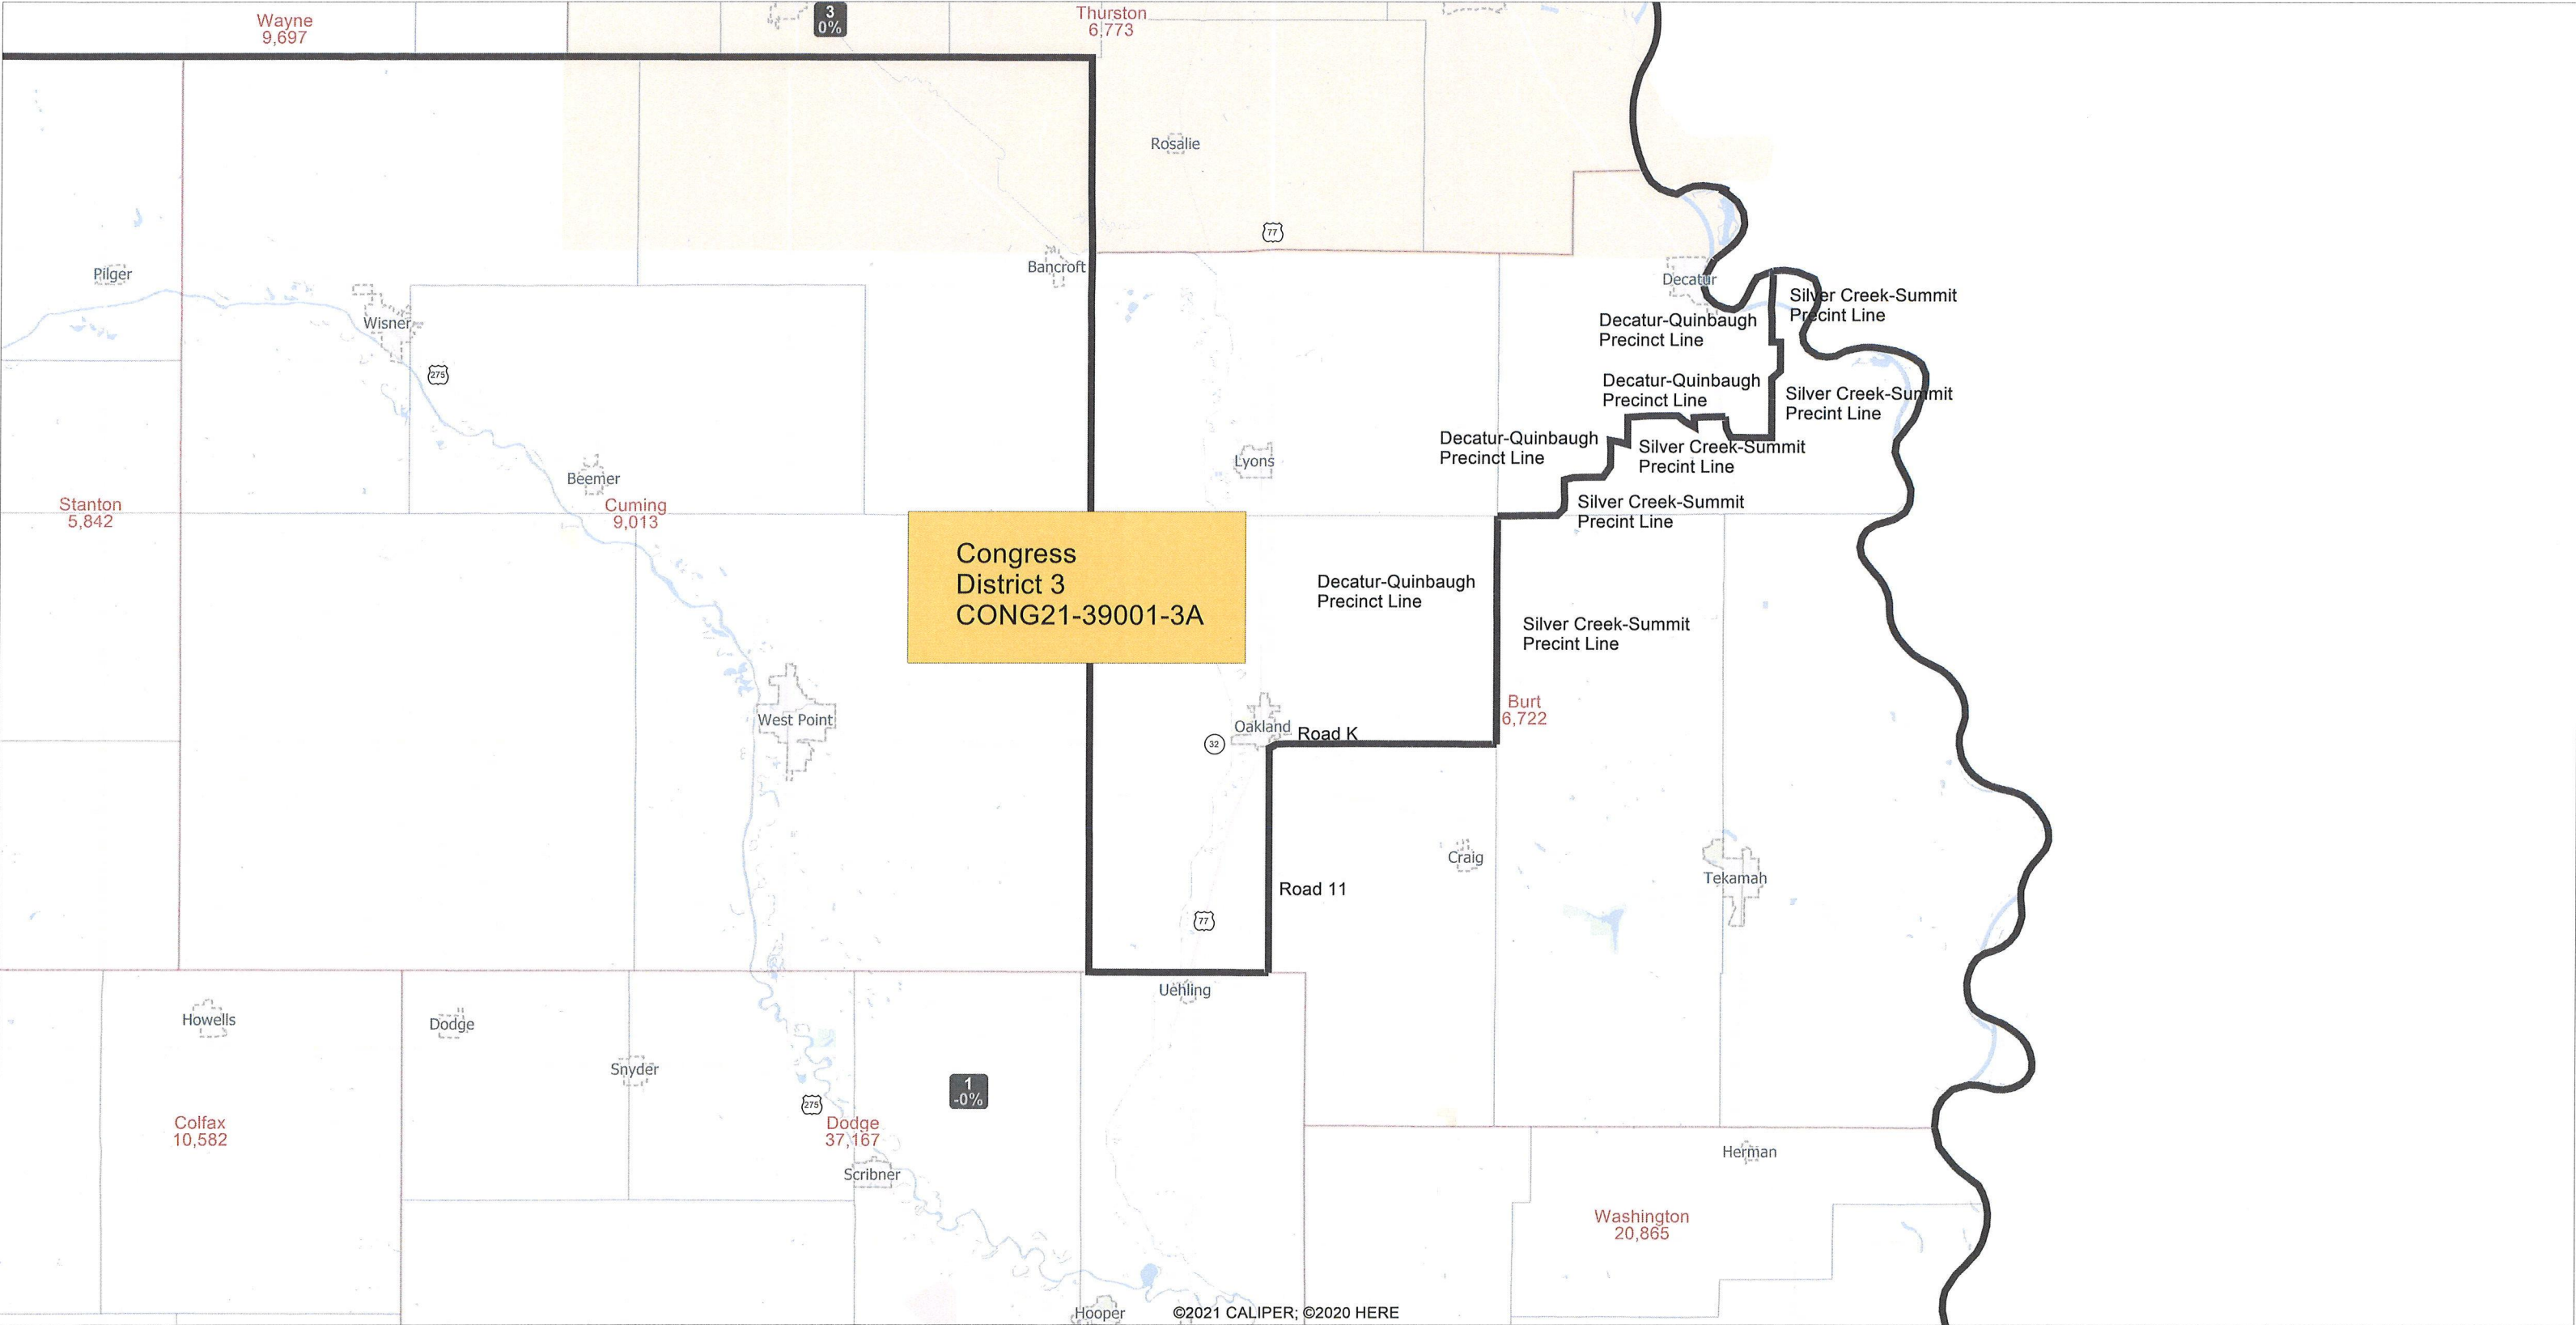 Wayne
9,697
3
0%
Thurston
6,773
Rosalie
77
Bancroft
Pilger
Decatur
Silver Creek-Summit
Precint Line
Wisner
Decatur-Quinbaugh
Precinct Line
275
Decatur-Quinbaugh
Precinct Line
Silver Creek-Summit
Precint Line
Decatur-Quinbaugh
Precinct Line
Silver Creek-Summit
Precint Line
Lyons
Beemer
Stanton
5,842
Cuming
9,013
Silver Creek-Summit
Precint Line
Congress
District 3
CONG21-39001-3A
Decatur-Quinbaugh
Precinct Line
Silver Creek-Summit
Precint Line
Burt
6,722
West Point
Oakland
Road K
32
Craig
Tekamah
Road 11
77
Uehling
Howells
Dodge
Snyder
1
-0%
275
Colfax
10,582
Dodge
37,167
Scribner
Herman
Washington
20,865
Hooper
©2021 CALIPER; ©2020 HERE